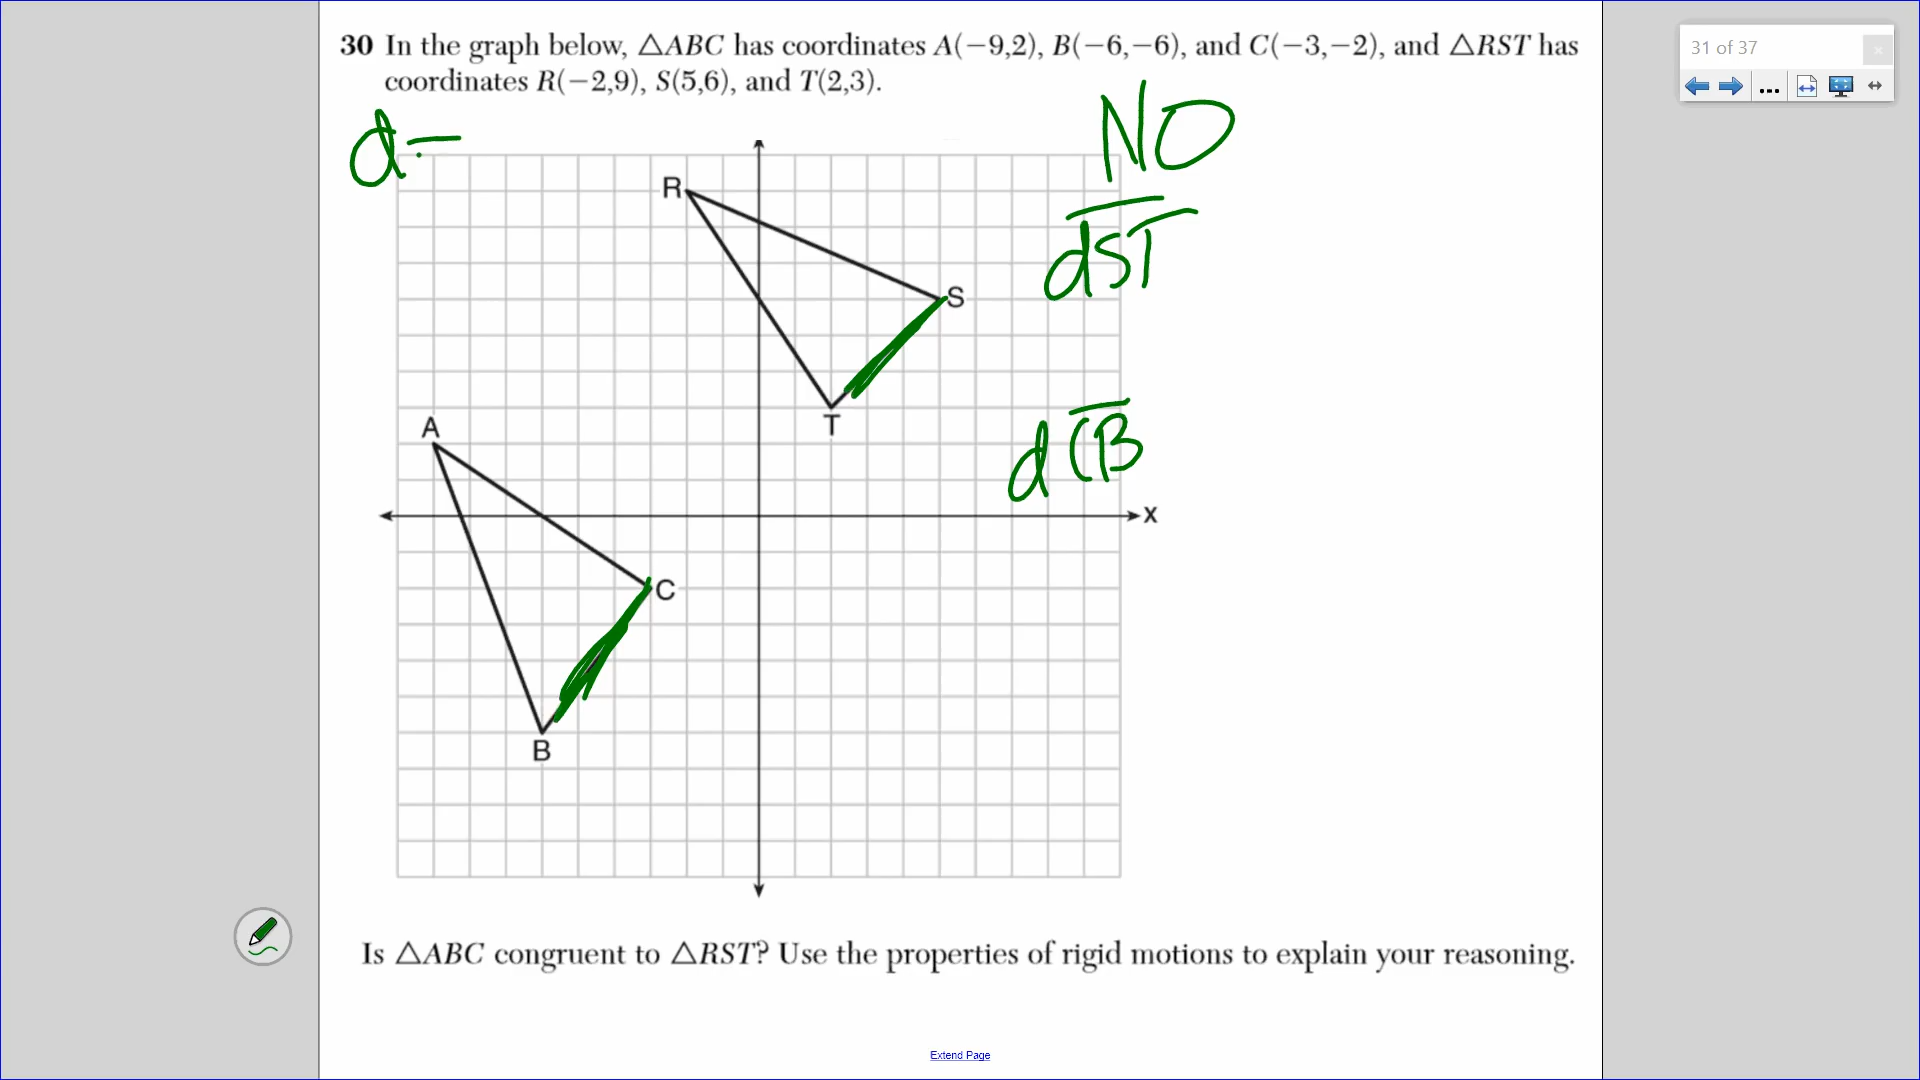 30 In the graph below, △ABC has coordinates A(−9,2), B(−6,−6), and C(−3,−2), and △RST has
coordinates R(−2,9), S(5,6), and T(2,3).
31 of 37
d=
NO
R
dST
S
T
A
dCB
x
C
B
Is △ABC congruent to △RST? Use the properties of rigid motions to explain your reasoning.
Extend Page